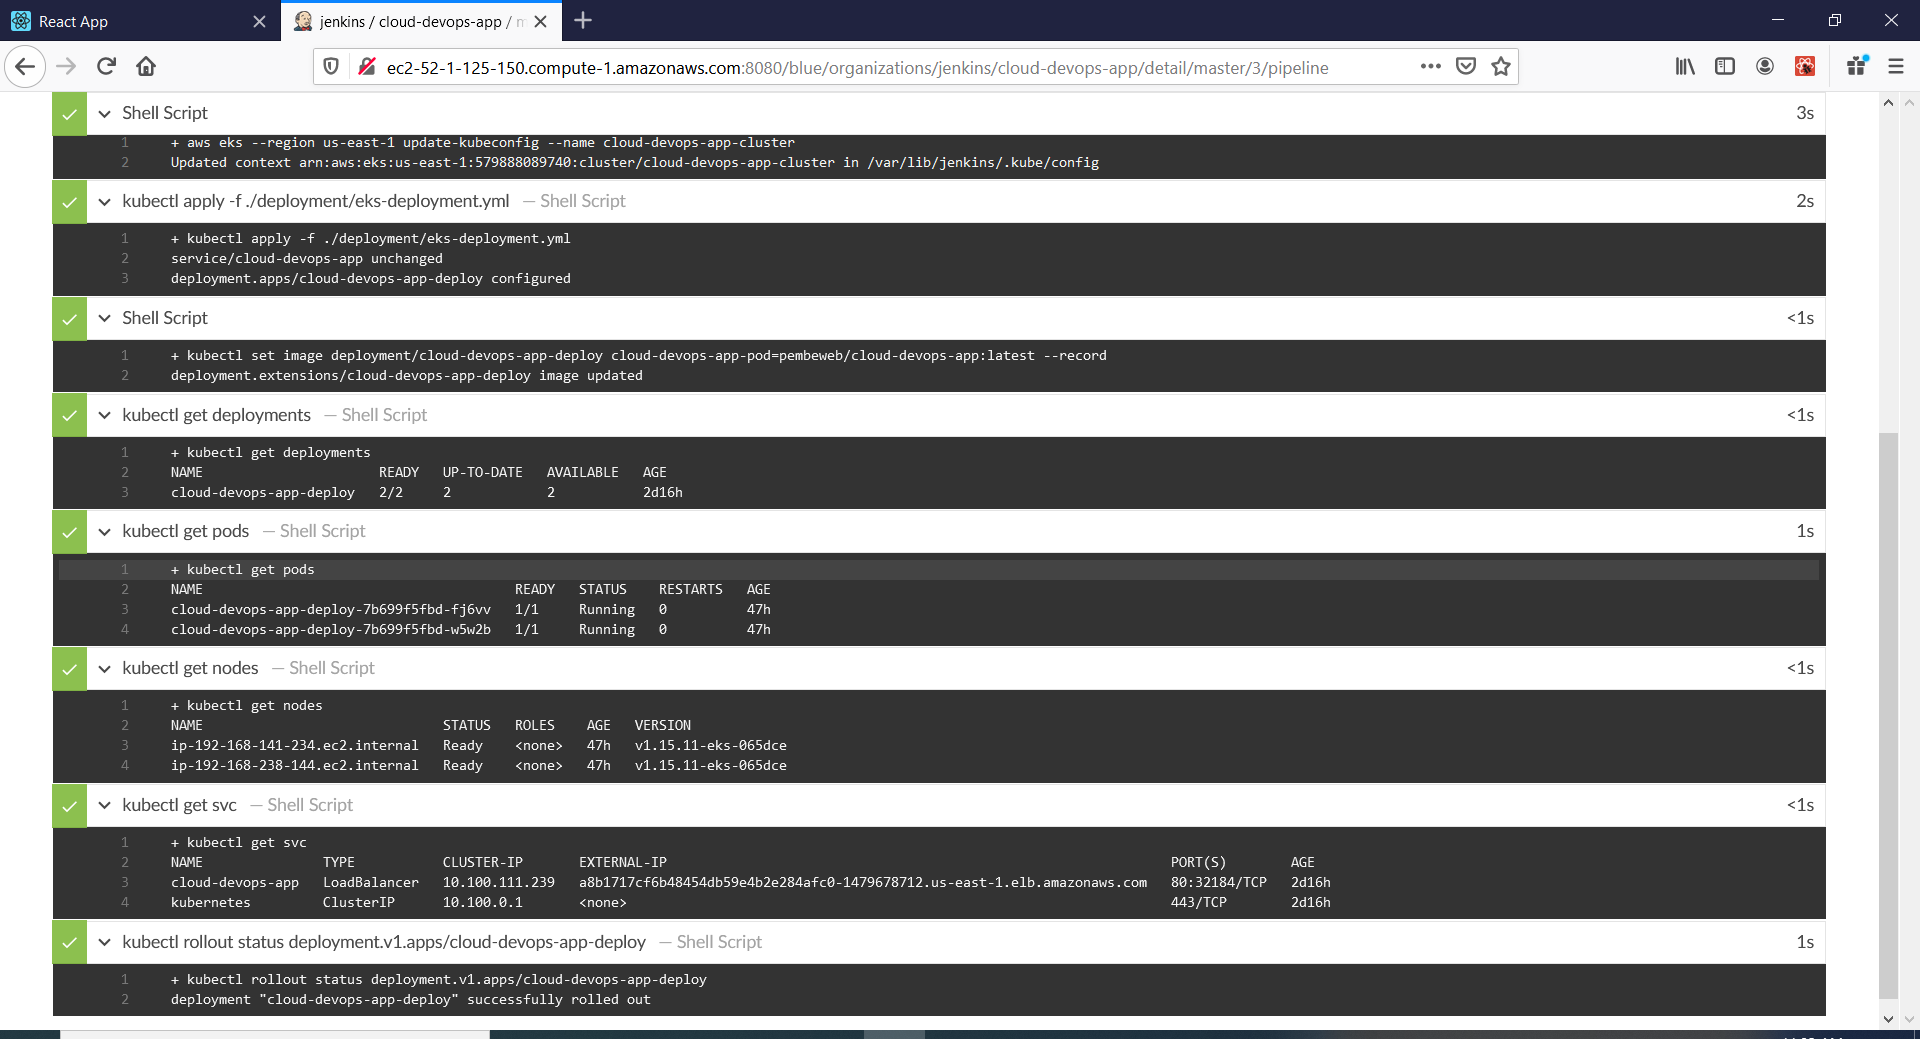 React App
jenkins / cloud-devops-app /
ec2-52-1-125-150.compute-1.amazonaws.com:8080/blue/organizations/jenkins/cloud-devops-app/detail/master/3/pipeline
Shell Script 3s
1 + aws eks --region us-east-1 update-kubeconfig --name cloud-devops-app-cluster
2 Updated context arn:aws:eks:us-east-1:579888089740:cluster/cloud-devops-app-cluster in /var/lib/jenkins/.kube/config
kubectl apply -f ./deployment/eks-deployment.yml — Shell Script 2s
1 + kubectl apply -f ./deployment/eks-deployment.yml
2 service/cloud-devops-app unchanged
3 deployment.apps/cloud-devops-app-deploy configured
Shell Script <1s
1 + kubectl set image deployment/cloud-devops-app-deploy cloud-devops-app-pod=pembeweb/cloud-devops-app:latest --record
2 deployment.extensions/cloud-devops-app-deploy image updated
kubectl get deployments — Shell Script <1s
1 + kubectl get deployments
2 NAME READY UP-TO-DATE AVAILABLE AGE
3 cloud-devops-app-deploy 2/2 2 2 2d16h
kubectl get pods — Shell Script 1s
1 + kubectl get pods
2 NAME READY STATUS RESTARTS AGE
3 cloud-devops-app-deploy-7b699f5fbd-fj6vv 1/1 Running 0 47h
4 cloud-devops-app-deploy-7b699f5fbd-w5w2b 1/1 Running 0 47h
kubectl get nodes — Shell Script <1s
1 + kubectl get nodes
2 NAME STATUS ROLES AGE VERSION
3 ip-192-168-141-234.ec2.internal Ready <none> 47h v1.15.11-eks-065dce
4 ip-192-168-238-144.ec2.internal Ready <none> 47h v1.15.11-eks-065dce
kubectl get svc — Shell Script <1s
1 + kubectl get svc
2 NAME TYPE CLUSTER-IP EXTERNAL-IP PORT(S) AGE
3 cloud-devops-app LoadBalancer 10.100.111.239 a8b1717cf6b48454db59e4b2e284afc0-1479678712.us-east-1.elb.amazonaws.com 80:32184/TCP 2d16h
4 kubernetes ClusterIP 10.100.0.1 <none> 443/TCP 2d16h
kubectl rollout status deployment.v1.apps/cloud-devops-app-deploy — Shell Script 1s
1 + kubectl rollout status deployment.v1.apps/cloud-devops-app-deploy
2 deployment "cloud-devops-app-deploy" successfully rolled out